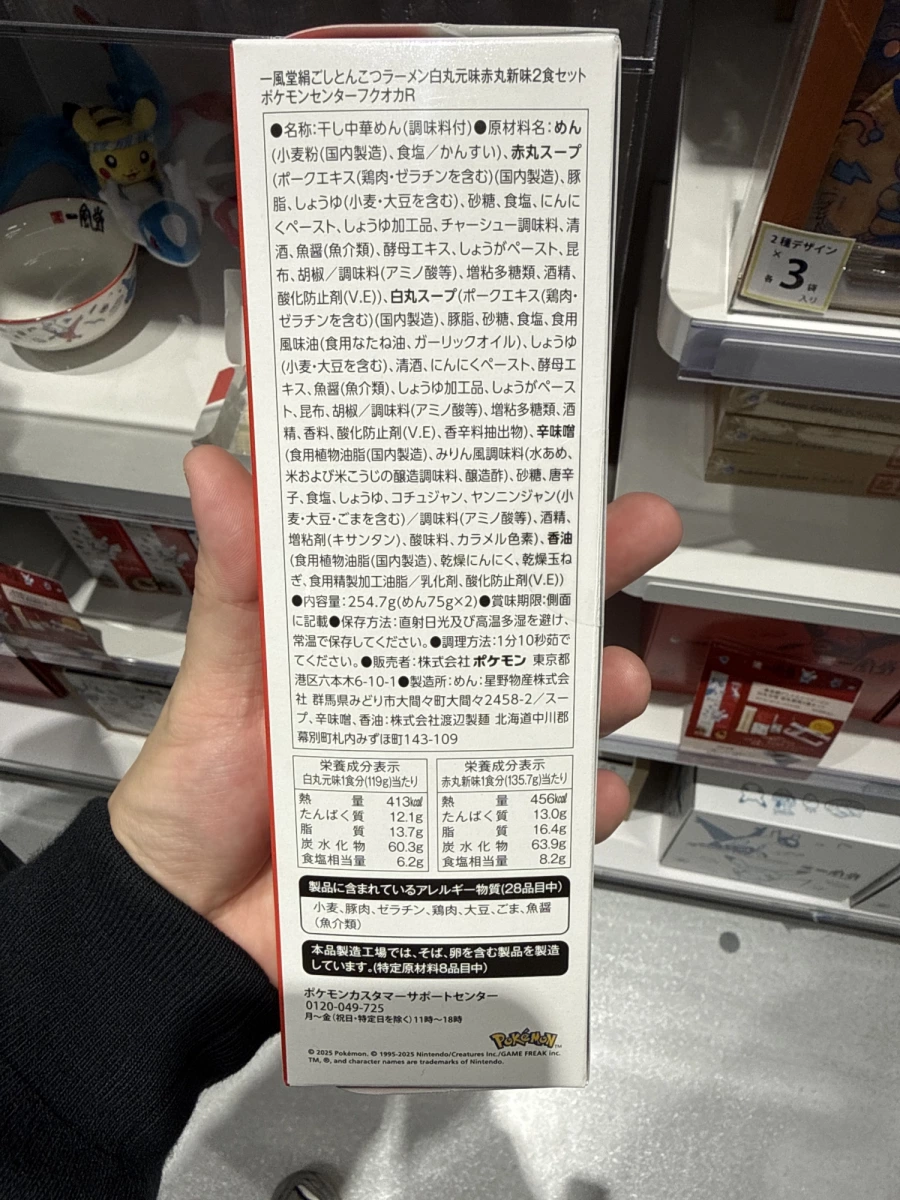 一風堂絹ごしとんこつラーメン白丸元味赤丸新味2食セット
ポケモンセンターフクオカR
●名称:干し中華めん(調味料付)●原材料名:めん
(小麦粉(国内製造)、食塩/かんすい)、赤丸スープ
(ポークエキス(鶏肉・ゼラチンを含む)(国内製造)、豚
脂、しょうゆ(小麦・大豆を含む)、砂糖、食塩、にんに
くペースト、しょうゆ加工品、チャーシュー調味料、清
酒、魚醤(魚介類)、酵母エキス、しょうがペースト、昆
布、胡椒/調味料(アミノ酸等)、増粘多糖類、酒精、
酸化防止剤(V.E))、白丸スープ(ポークエキス(鶏肉・
ゼラチンを含む)(国内製造)、豚脂、砂糖、食塩、食用
風味油(食用なたね油、ガーリックオイル)、しょうゆ
(小麦・大豆を含む)、清酒、にんにくペースト、酵母エ
キス、魚醤(魚介類)、しょうゆ加工品、しょうがペース
ト、昆布、胡椒/調味料(アミノ酸等)、増粘多糖類、酒
精、香料、酸化防止剤(V.E)、香辛料抽出物)、辛味噌
(食用植物油脂(国内製造)、みりん風調味料(水あめ、
米および米こうじの醸造調味料、醸造酢)、砂糖、唐辛
子、食塩、しょうゆ、コチュジャン、ヤンニンジャン(小
麦・大豆・ごまを含む)/調味料(アミノ酸等)、酒精、
増粘剤(キサンタン)、酸味料、カラメル色素)、香油
(食用植物油脂(国内製造)、乾燥にんにく、乾燥玉ね
ぎ、食用精製加工油脂/乳化剤、酸化防止剤(V.E))
●内容量:254.7g(めん75g×2)●賞味期限:側面
に記載●保存方法:直射日光及び高温多湿を避け、
常温で保存してください。●調理方法:1分10秒茹で
てください。●販売者:株式会社 ポケモン 東京都
港区六本木6-10-1●製造所:めん:星野物産株式会
社 群馬県みどり市大間々町大間々2458-2/スー
プ、辛味噌、香油:株式会社渡辺製麺 北海道中川郡
幕別町札内みずほ町143-109
栄養成分表示
白丸元味1食分(119g)当たり
熱量 413kcal
たんぱく質 12.1g
脂質 13.7g
炭水化物 60.3g
食塩相当量 6.2g
栄養成分表示
赤丸新味1食分(135.7g)当たり
熱量 456kcal
たんぱく質 13.0g
脂質 16.4g
炭水化物 63.9g
食塩相当量 8.2g
製品に含まれているアレルギー物質(28品目中)
小麦、豚肉、ゼラチン、鶏肉、大豆、ごま、魚醤
(魚介類)
本品製造工場では、そば、卵を含む製品を製造
しています。(特定原材料8品目中)
ポケモンカスタマーサポートセンター
0120-049-725
月〜金(祝日・特定日を除く)11時〜18時
Pokémon
© 2025 Pokémon. © 1995-2025 Nintendo/Creatures Inc./GAME FREAK inc.
TM, ®, and character names are trademarks of Nintendo.
2種デザイン
×
各3袋
入り
一風堂